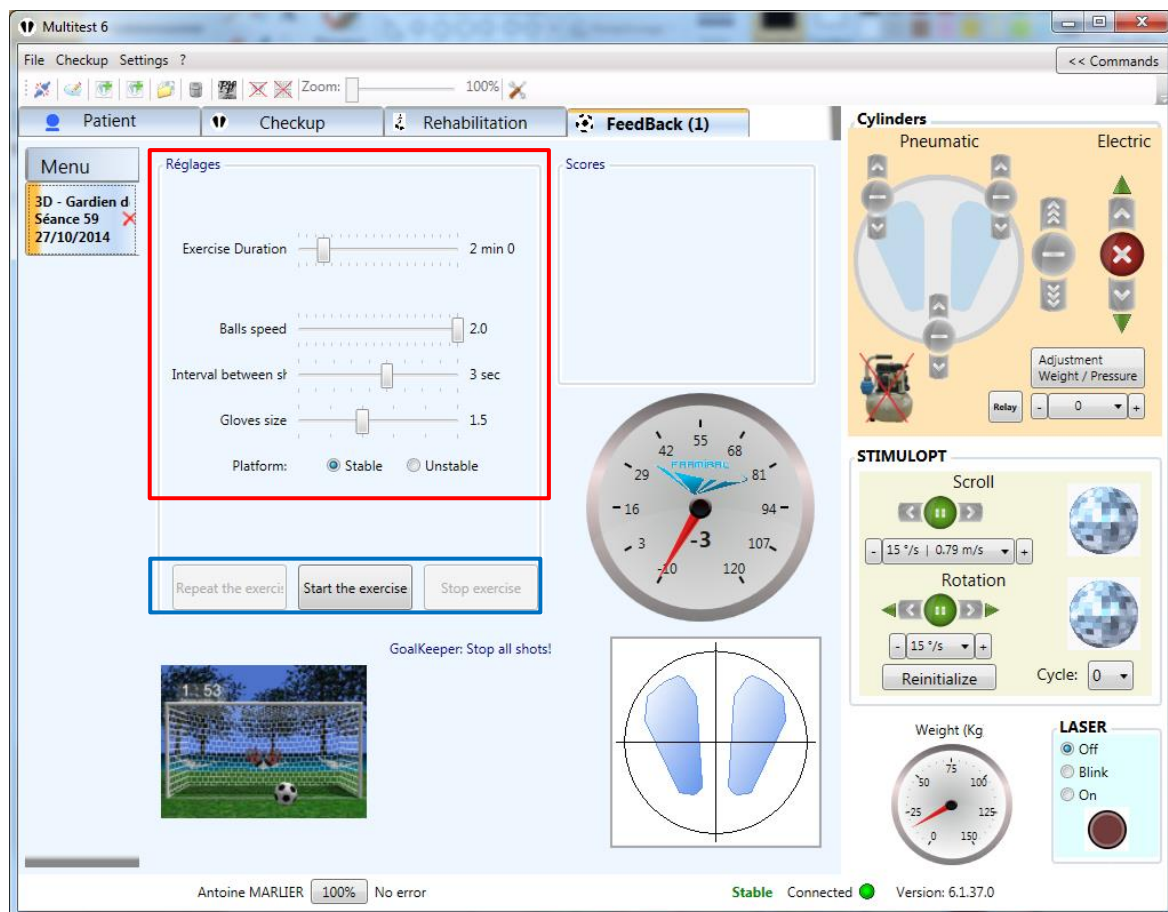 Multitest 6
File Checkup Settings ?
<< Commands
Zoom: 100%
Patient
Checkup
Rehabilitation
FeedBack (1)
Menu
3D - Gardien d
Séance 59
27/10/2014
Réglages
Exercise Duration 2 min 0
Balls speed 2.0
Interval between sh 3 sec
Gloves size 1.5
Platform: Stable Unstable
Repeat the exerci
Start the exercise
Stop exercise
Scores
-10
3
16
29
42
55
68
81
94
107
120
FRAMIRAL
-3
GoalKeeper: Stop all shots!
1 : 53
Cylinders
Pneumatic
Electric
Adjustment
Weight / Pressure
Relay
- 0 +
STIMULOPT
Scroll
- 15 °/s | 0.79 m/s +
Rotation
- 15 °/s +
Reinitialize
Cycle: 0
Weight (Kg
0
25
50
75
100
125
150
LASER
Off
Blink
On
Antoine MARLIER 100% No error
Stable Connected Version: 6.1.37.0